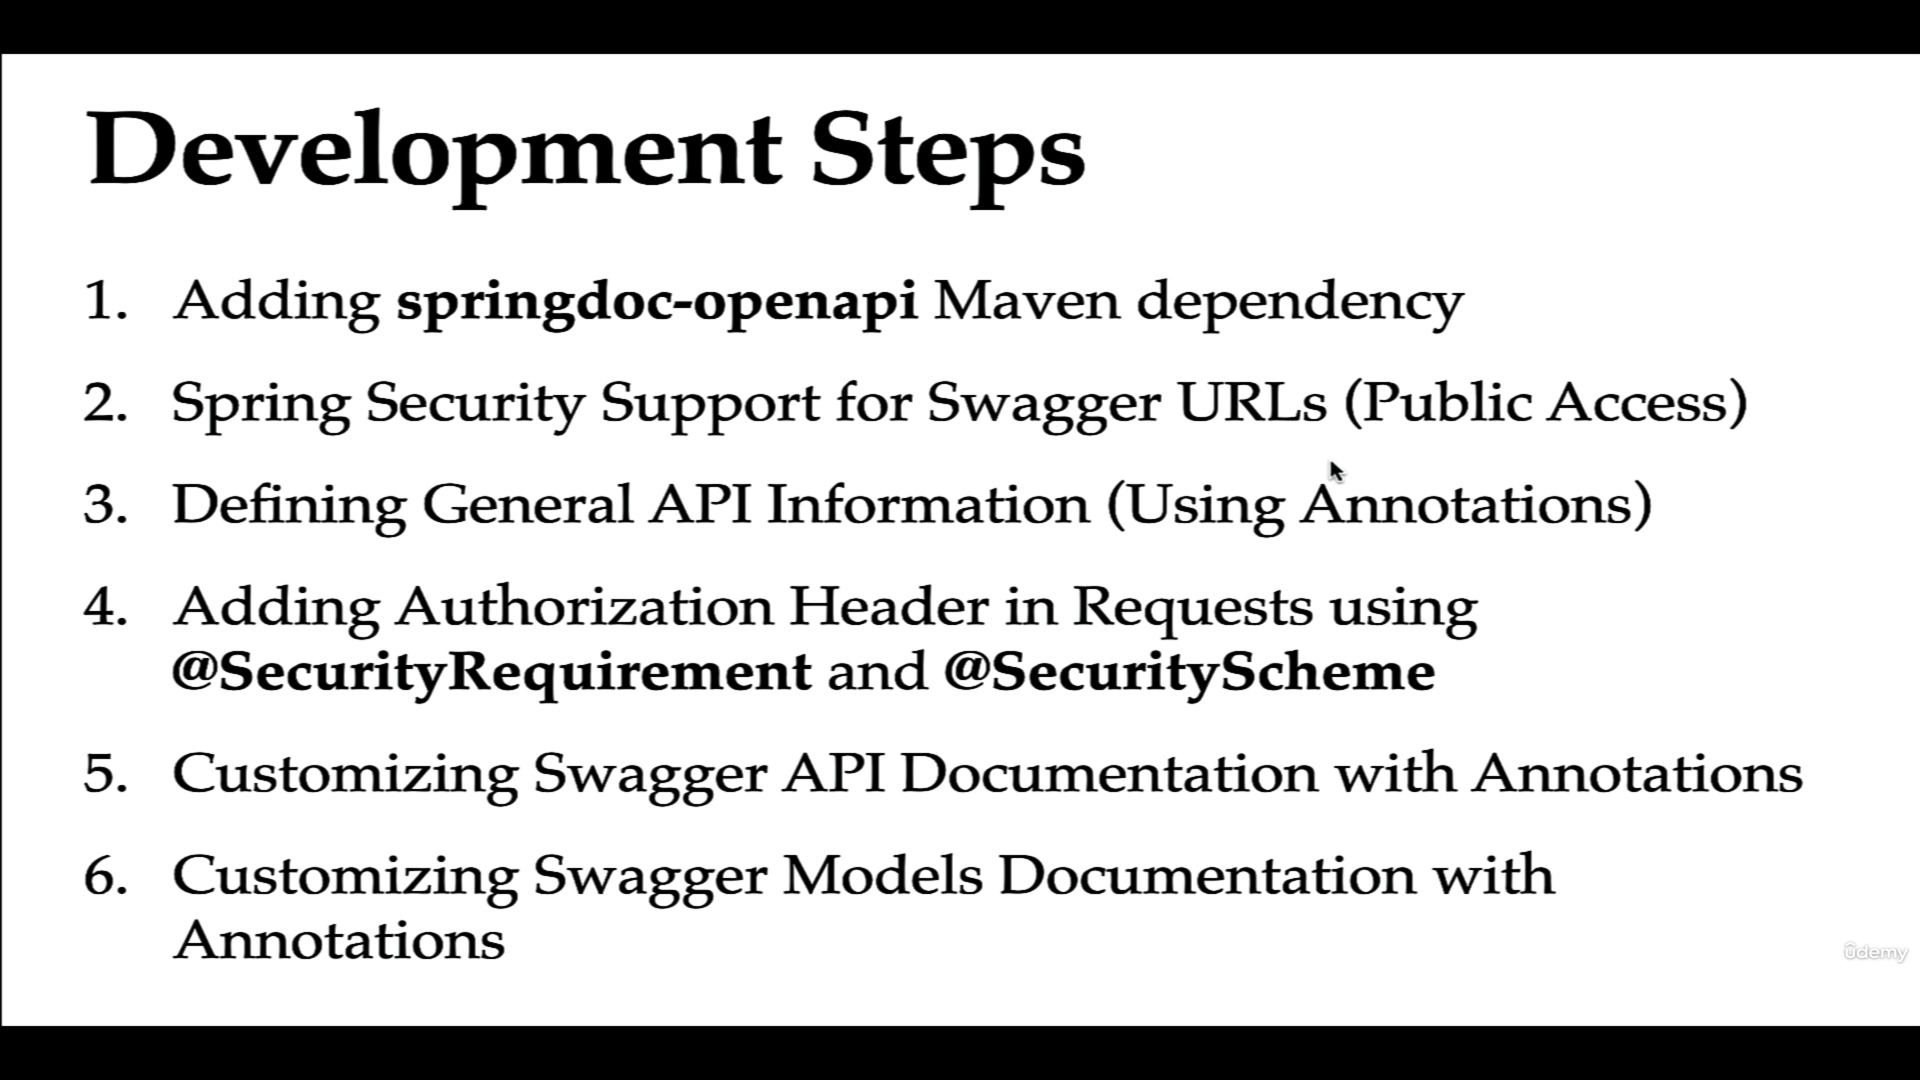 Development Steps
1. Adding springdoc-openapi Maven dependency
2. Spring Security Support for Swagger URLs (Public Access)
3. Defining General API Information (Using Annotations)
4. Adding Authorization Header in Requests using
@SecurityRequirement and @SecurityScheme
5. Customizing Swagger API Documentation with Annotations
6. Customizing Swagger Models Documentation with
Annotations
ûdemy